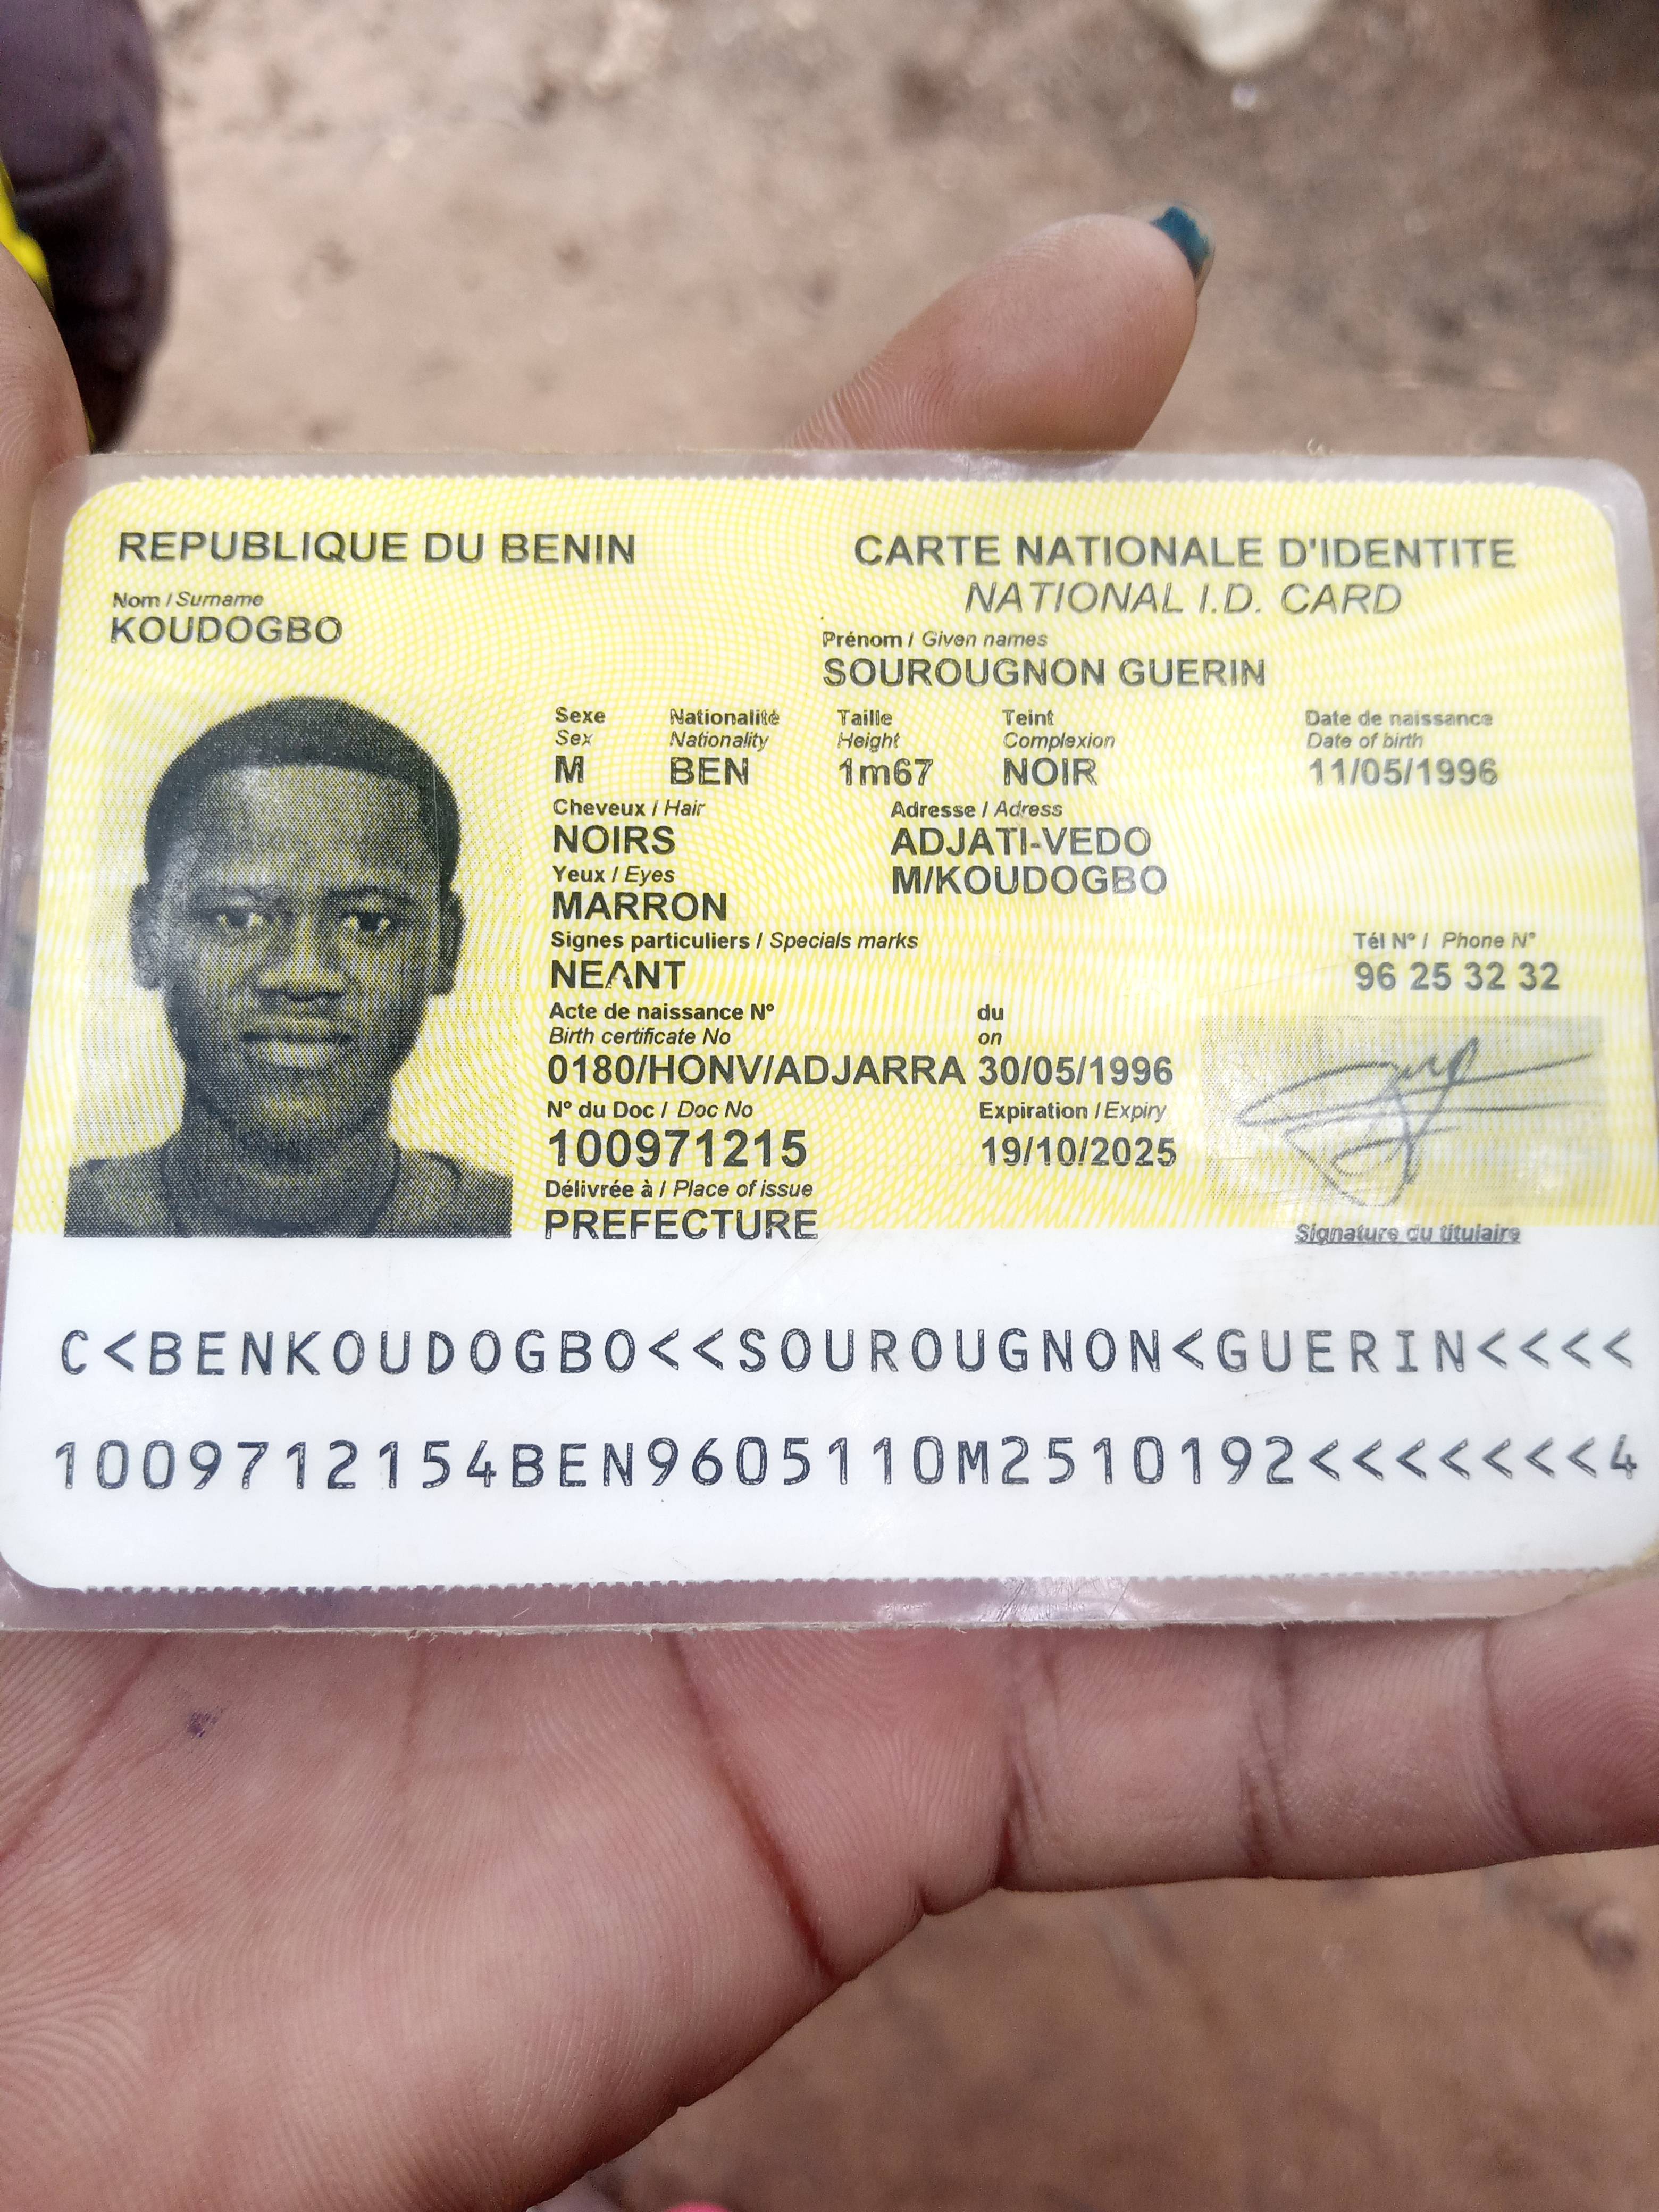 REPUBLIQUE DU BENIN
CARTE NATIONALE D'IDENTITE
NATIONAL I.D. CARD
Nom / Surname
KOUDOGBO
Prénom / Given names
SOUROUGNON GUERIN
Sexe Nationalité Taille Teint Date de naissance
Sex Nationality Height Complexion Date of birth
M BEN 1m67 NOIR 11/05/1996
Cheveux / Hair Adresse / Adress
NOIRS ADJATI-VEDO
Yeux / Eyes M/KOUDOGBO
MARRON
Signes particuliers / Specials marks Tél N° / Phone N°
NEANT 96 25 32 32
Acte de naissance N° du
Birth certificate No on
0180/HONV/ADJARRA 30/05/1996
N° du Doc / Doc No Expiration / Expiry
100971215 19/10/2025
Délivrée à / Place of issue
PREFECTURE
Signature du titulaire
C<BENKOUDOGBO<<SOUROUGNON<GUERIN<<<<
1009712154BEN9605110M2510192<<<<<<<4